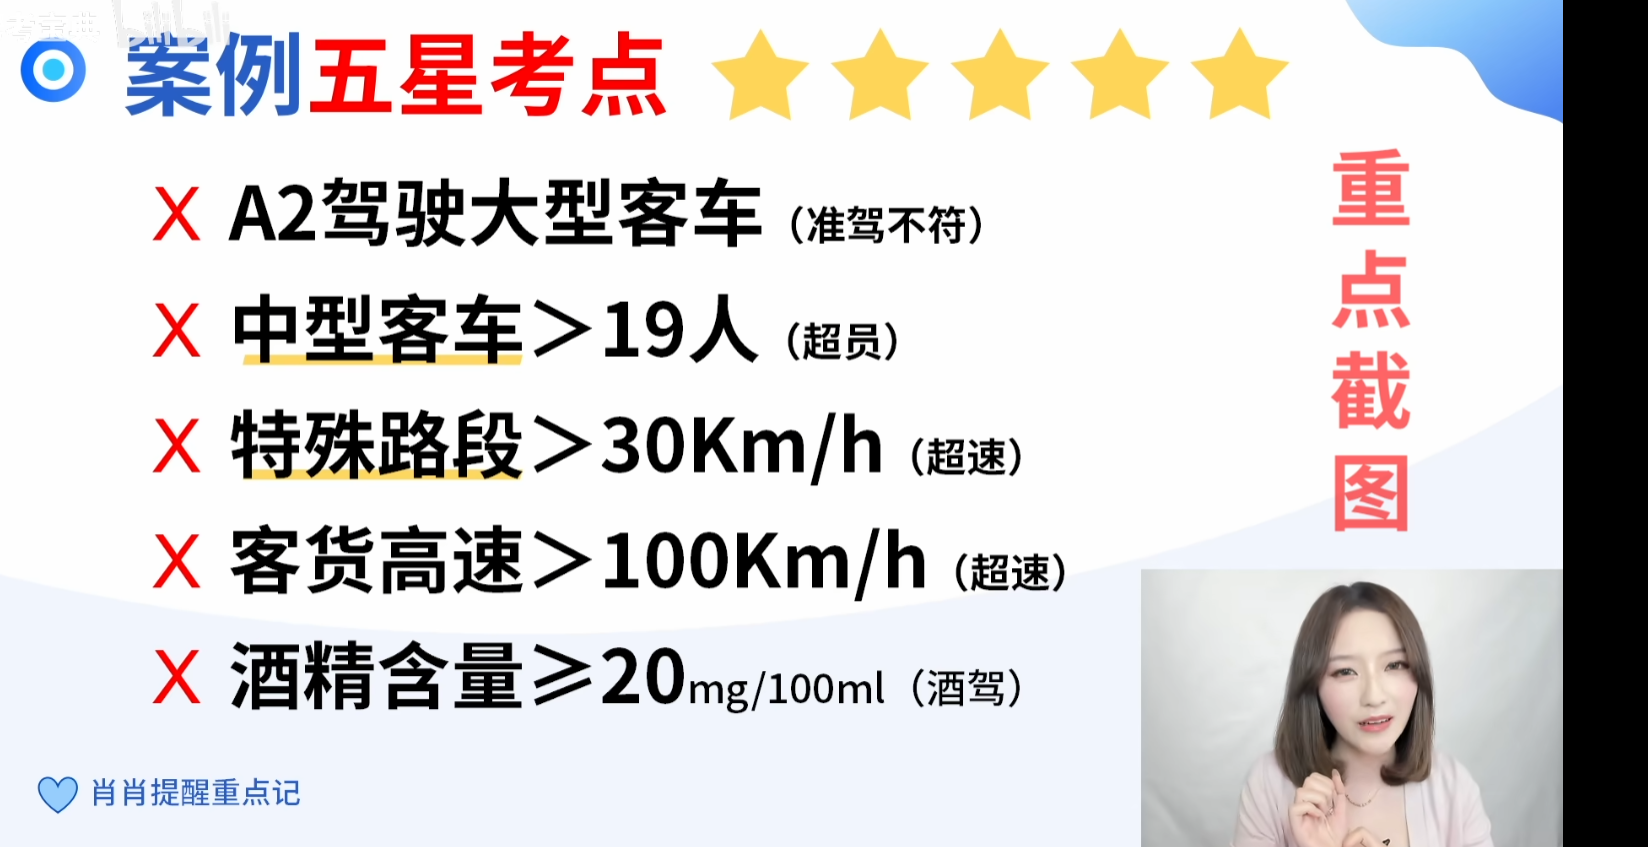 案例五星考点
X A2驾驶大型客车（准驾不符）
X 中型客车＞19人（超员）
X 特殊路段＞30Km/h（超速）
X 客货高速＞100Km/h（超速）
X 酒精含量≥20mg/100ml（酒驾）
重点截图
肖肖提醒重点记